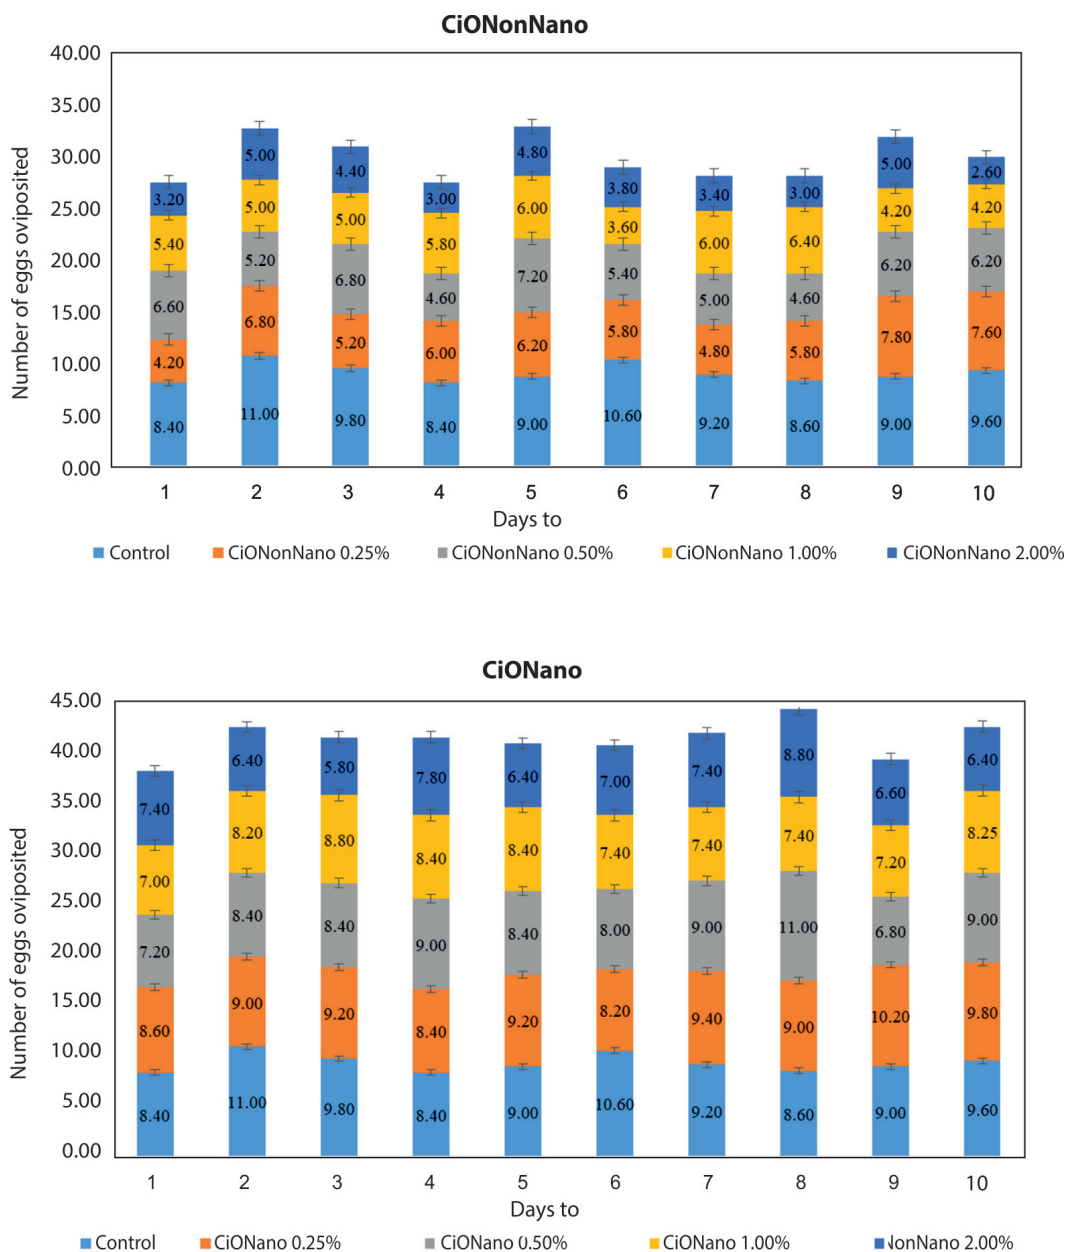 CiONonNano
Number of eggs oviposited
40.00
35.00
30.00
25.00
20.00
15.00
10.00
5.00
0.00
3.20 5.00 4.40 3.00 4.80 3.80 3.40 3.00 5.00 2.60
5.40 5.00 5.00 5.80 6.00 3.60 6.00 6.40 4.20 4.20
6.60 5.20 6.80 4.60 7.20 5.40 5.00 4.60 6.20 6.20
4.20 6.80 5.20 6.00 6.20 5.80 4.80 5.80 7.80 7.60
8.40 11.00 9.80 8.40 9.00 10.60 9.20 8.60 9.00 9.60
1 2 3 4 5 6 7 8 9 10
Days to
Control CiONonNano 0.25% CiONonNano 0.50% CiONonNano 1.00% CiONonNano 2.00%
CiONano
Number of eggs oviposited
45.00
40.00
35.00
30.00
25.00
20.00
15.00
10.00
5.00
0.00
7.40 6.40 5.80 7.80 6.40 7.00 7.40 8.80 6.60 6.40
7.00 8.20 8.80 8.40 8.40 7.40 7.40 7.40 7.20 8.25
7.20 8.40 8.40 9.00 8.40 8.00 9.00 11.00 6.80 9.00
8.60 9.00 9.20 8.40 9.20 8.20 9.40 9.00 10.20 9.80
8.40 11.00 9.80 8.40 9.00 10.60 9.20 8.60 9.00 9.60
1 2 3 4 5 6 7 8 9 10
Days to
Control CiONano 0.25% CiONano 0.50% CiONano 1.00% NonNano 2.00%